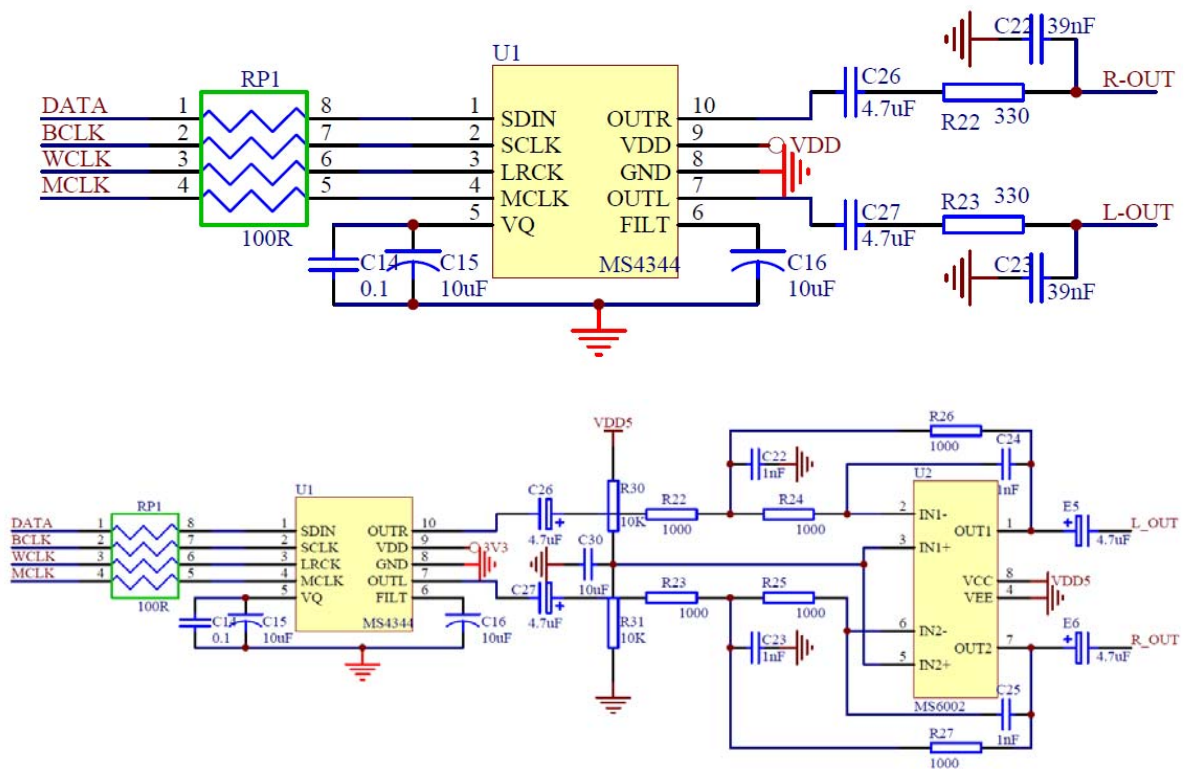 C22 39nF
U1
RP1
C26
4.7uF
R22 330
R-OUT
DATA 1 8 1 SDIN OUTR 10
BCLK 2 7 2 SCLK VDD 9 VDD
WCLK 3 6 3 LRCK GND 8
MCLK 4 5 4 MCLK OUTL 7
5 VQ FILT 6
100R
C27
4.7uF
R23 330
L-OUT
C14
0.1
C15
10uF
MS4344
C16
10uF
C23
39nF
VDD5
R26
1000
C22
1nF
C24
1nF
U2
U1
RP1
C26
4.7uF
R30
10K
R22
1000
R24
1000
DATA 1 8 1 SDIN OUTR 10
BCLK 2 7 2 SCLK VDD 9 3V3
WCLK 3 6 3 LRCK GND 8
MCLK 4 5 4 MCLK OUTL 7
5 VQ FILT 6
100R
C14
0.1
C15
10uF
MS4344
C16
10uF
C30
10uF
C27
4.7uF
R31
10K
R23
1000
R25
1000
C23
1nF
2 IN1-
3 IN1+
OUT1 1
VCC 8 VDD5
VEE 4
6 IN2-
5 IN2+
OUT2 7
MS6002
E5
4.7uF
L_OUT
E6
4.7uF
R_OUT
C25
1nF
R27
1000